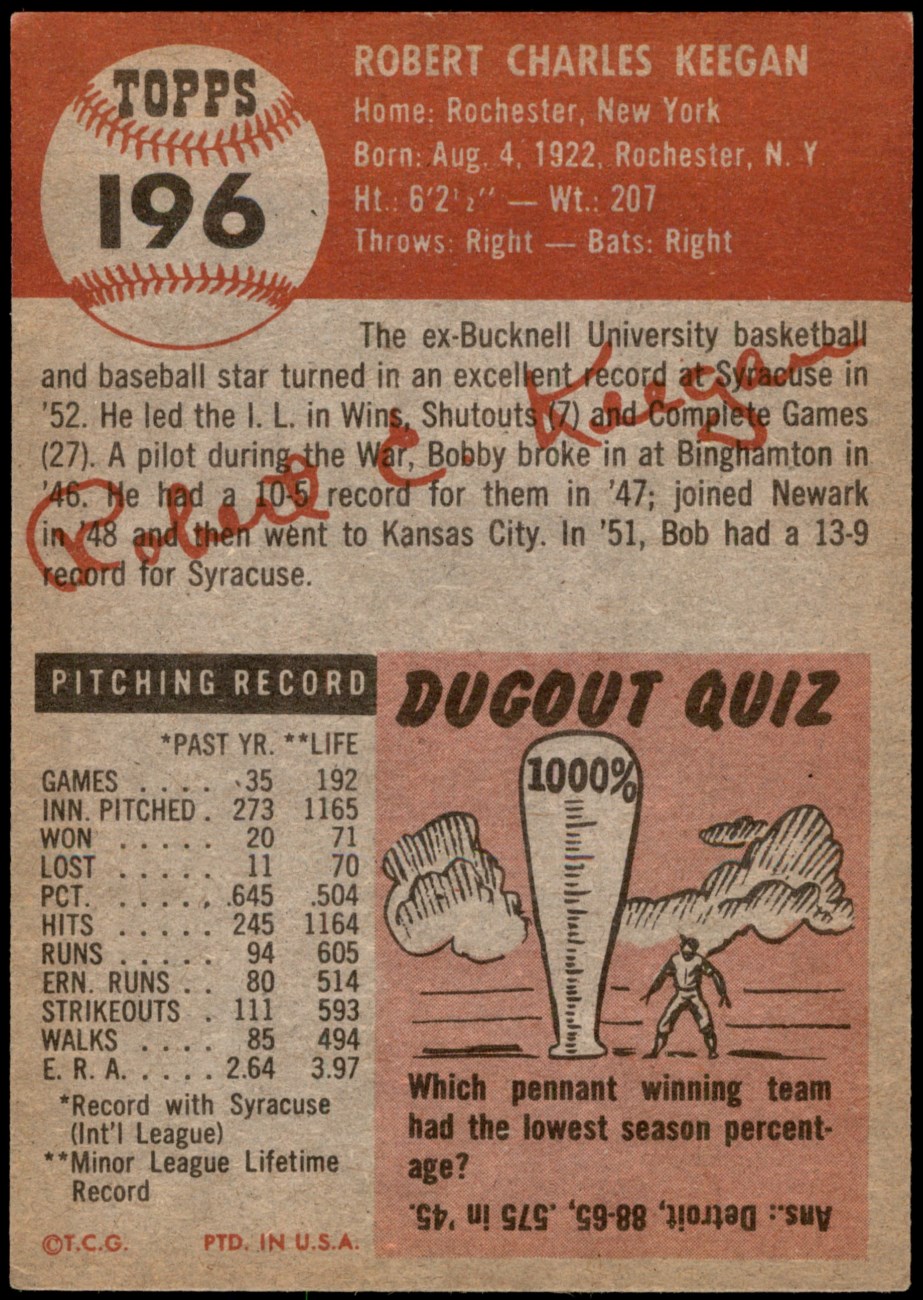 TOPPS
196
ROBERT CHARLES KEEGAN
Home: Rochester, New York
Born: Aug. 4, 1922, Rochester, N. Y.
Ht.: 6'2½" — Wt.: 207
Throws: Right — Bats: Right
The ex-Bucknell University basketball
and baseball star turned in an excellent record at Syracuse in
'52. He led the I. L. in Wins, Shutouts (7) and Complete Games
(27). A pilot during the War, Bobby broke in at Binghamton in
'46. He had a 10-5 record for them in '47; joined Newark
in '48 and then went to Kansas City. In '51, Bob had a 13-9
record for Syracuse.
Robert C. Keegan
PITCHING RECORD
*PAST YR. **LIFE
GAMES . . . . 35 192
INN. PITCHED . 273 1165
WON . . . . . 20 71
LOST . . . . . 11 70
PCT. . . . . . .645 .504
HITS . . . . . 245 1164
RUNS . . . . . 94 605
ERN. RUNS . . 80 514
STRIKEOUTS . 111 593
WALKS . . . . 85 494
E. R. A. . . . . 2.64 3.97
*Record with Syracuse
(Int'l League)
**Minor League Lifetime
Record
©T.C.G. PTD. IN U.S.A.
DUGOUT QUIZ
1000%
Which pennant winning team
had the lowest season percent-
age?
Ans.: Detroit, 88-65, .575 in '45.